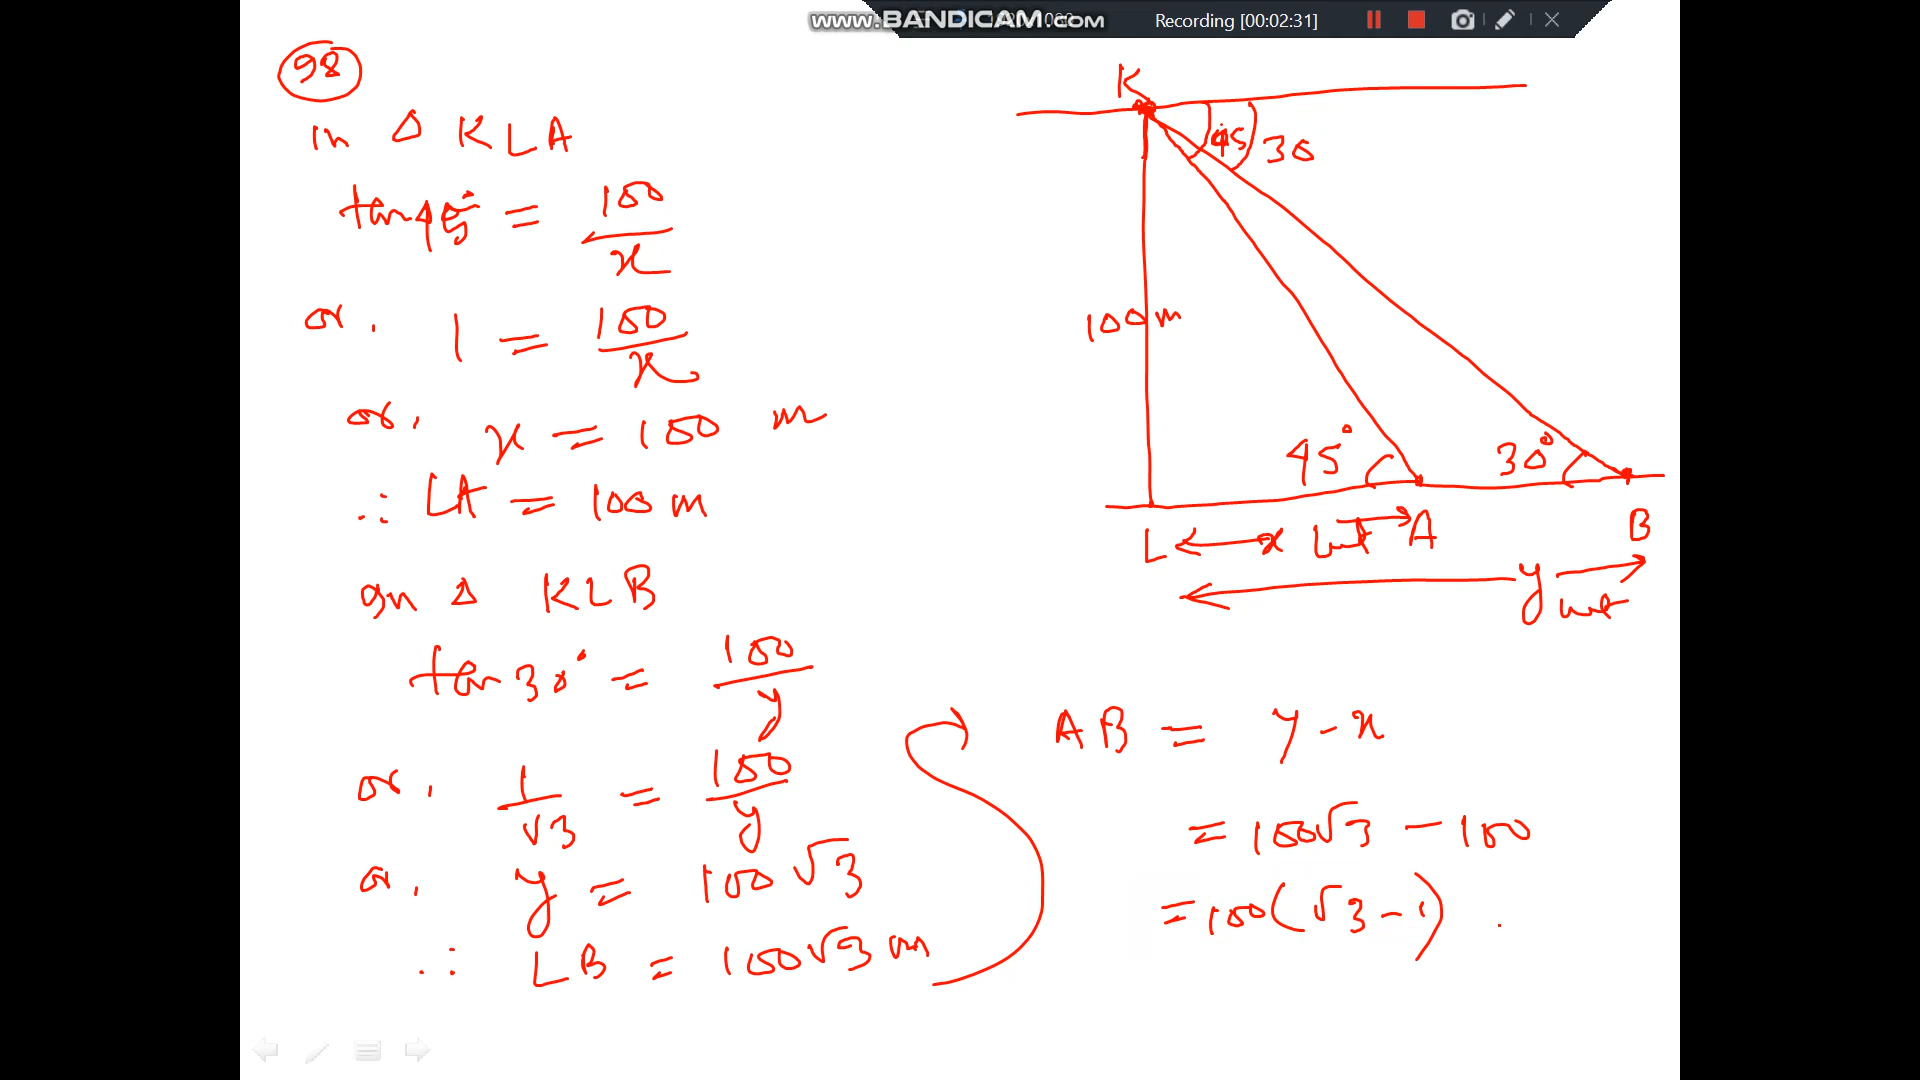 www.BANDICAM.com
Recording [00:02:31]
98
in Δ KLA
tan45° = 100/x
or. 1 = 100/x
or. x = 100 m
∴ LA = 100 m
In Δ KLB
tan30° = 100/y
or. 1/√3 = 100/y
or. y = 100√3
∴ LB = 100√3 m
K
45
30
100 m
45°
30°
L
x
A
B
y
AB = y - x
= 100√3 - 100
= 100(√3 - 1)